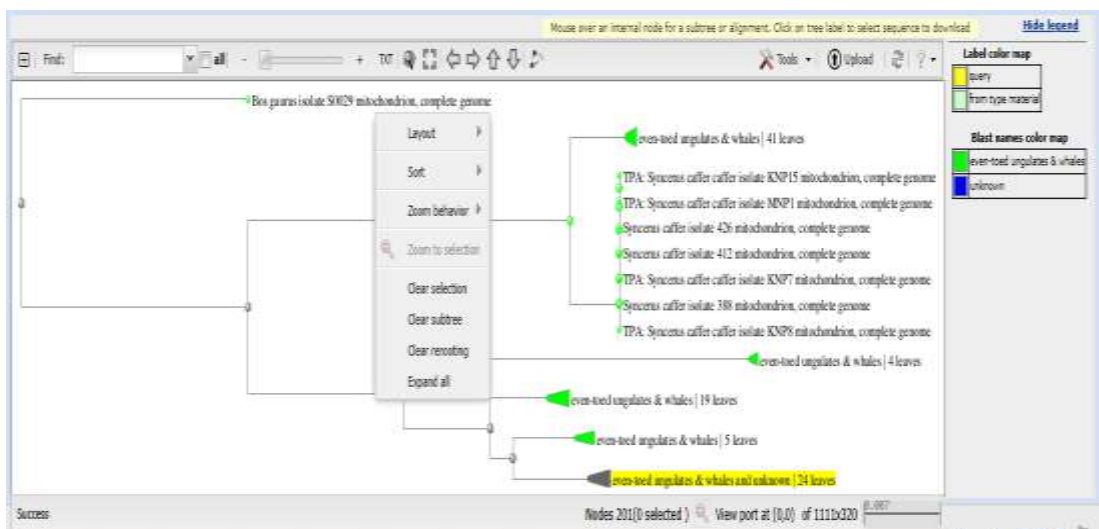 Mouse over an internal node for a subtree or alignment. Click on tree label to select sequence to download
Hide legend
Find:
all
-
+
TXT
Tools
Upload
?
Label color map
query
from type material
Blast names color map
even-toed ungulates & whales
unknown
Bos gaurus isolate S0029 mitochondrion, complete genome
Layout
Sort
Zoom behavior
Zoom to selection
Clear selection
Clear subtree
Clear rerooting
Expand all
even-toed ungulates & whales | 41 leaves
TPA: Syncerus caffer caffer isolate KNP15 mitochondrion, complete genome
TPA: Syncerus caffer caffer isolate MNP1 mitochondrion, complete genome
Syncerus caffer isolate 426 mitochondrion, complete genome
Syncerus caffer isolate 412 mitochondrion, complete genome
TPA: Syncerus caffer caffer isolate KNP7 mitochondrion, complete genome
Syncerus caffer isolate 388 mitochondrion, complete genome
TPA: Syncerus caffer caffer isolate KNP8 mitochondrion, complete genome
even-toed ungulates & whales | 4 leaves
even-toed ungulates & whales | 19 leaves
even-toed ungulates & whales | 5 leaves
even-toed ungulates & whales and unknown | 24 leaves
Success
Nodes 201(0 selected )
View port at (0,0) of 1111x320
0.007